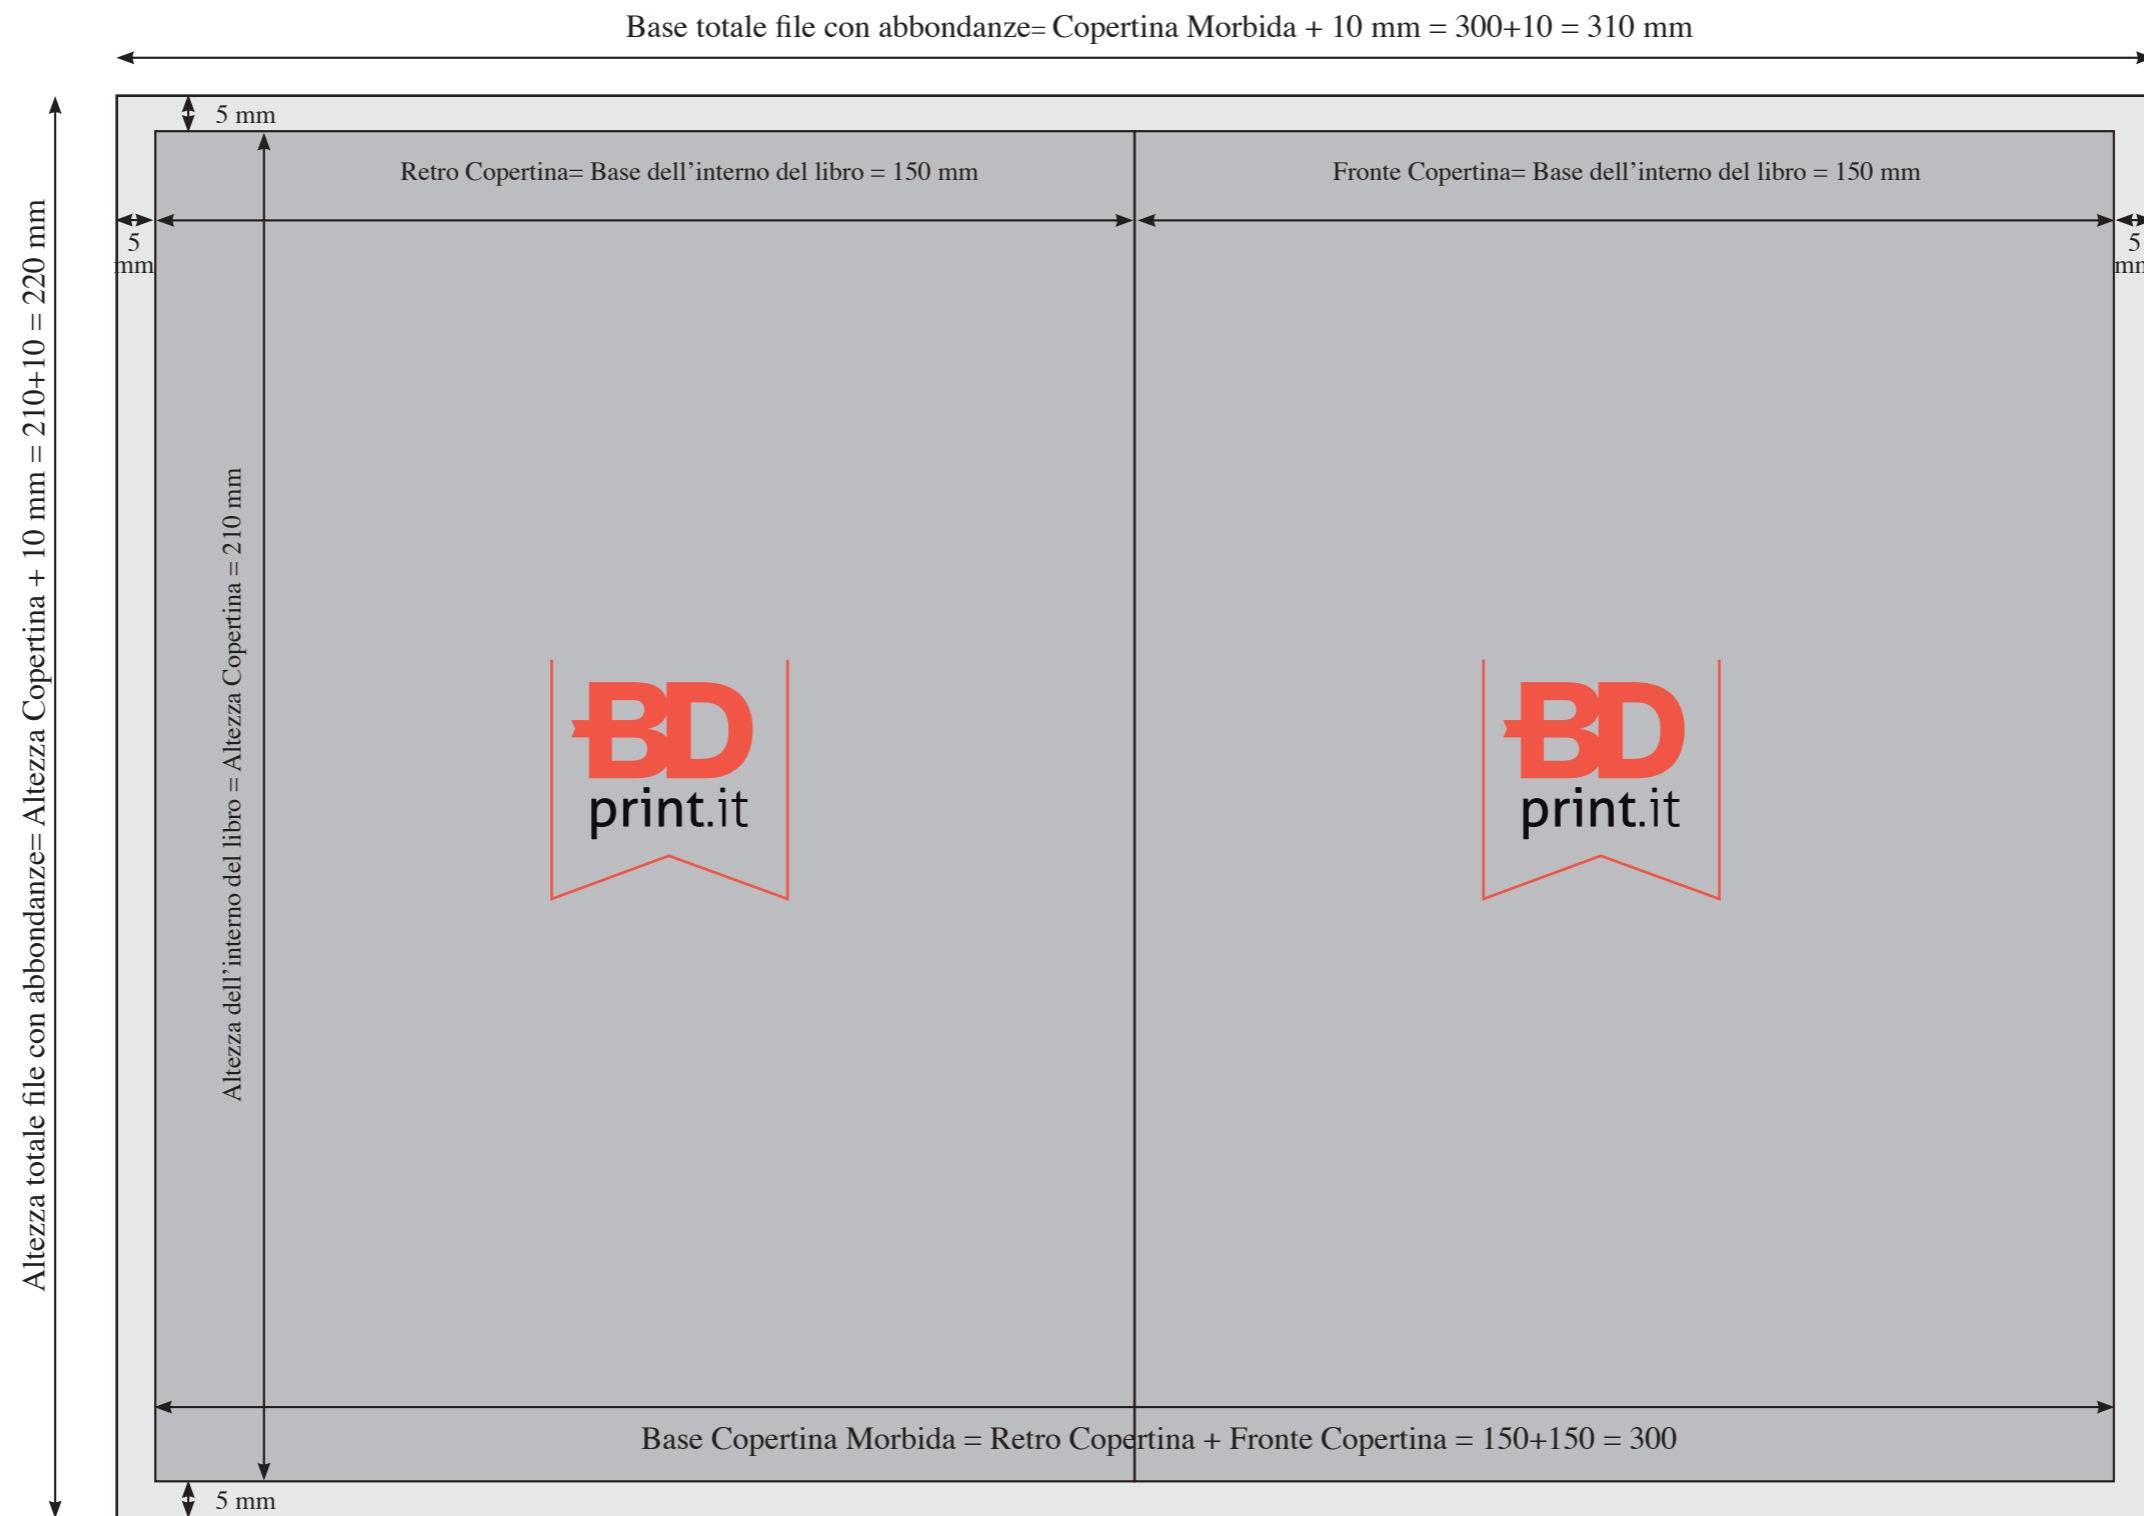 Base totale file con abbondanze= Copertina Morbida + 10 mm = 300+10 = 310 mm
5 mm
Retro Copertina= Base dell’interno del libro = 150 mm
Fronte Copertina= Base dell’interno del libro = 150 mm
5
mm
5
mm
Altezza totale file con abbondanze= Altezza Copertina + 10 mm = 210+10 = 220 mm
Altezza dell’interno del libro = Altezza Copertina = 210 mm
BD
print.it
BD
print.it
Base Copertina Morbida = Retro Copertina + Fronte Copertina = 150+150 = 300
5 mm